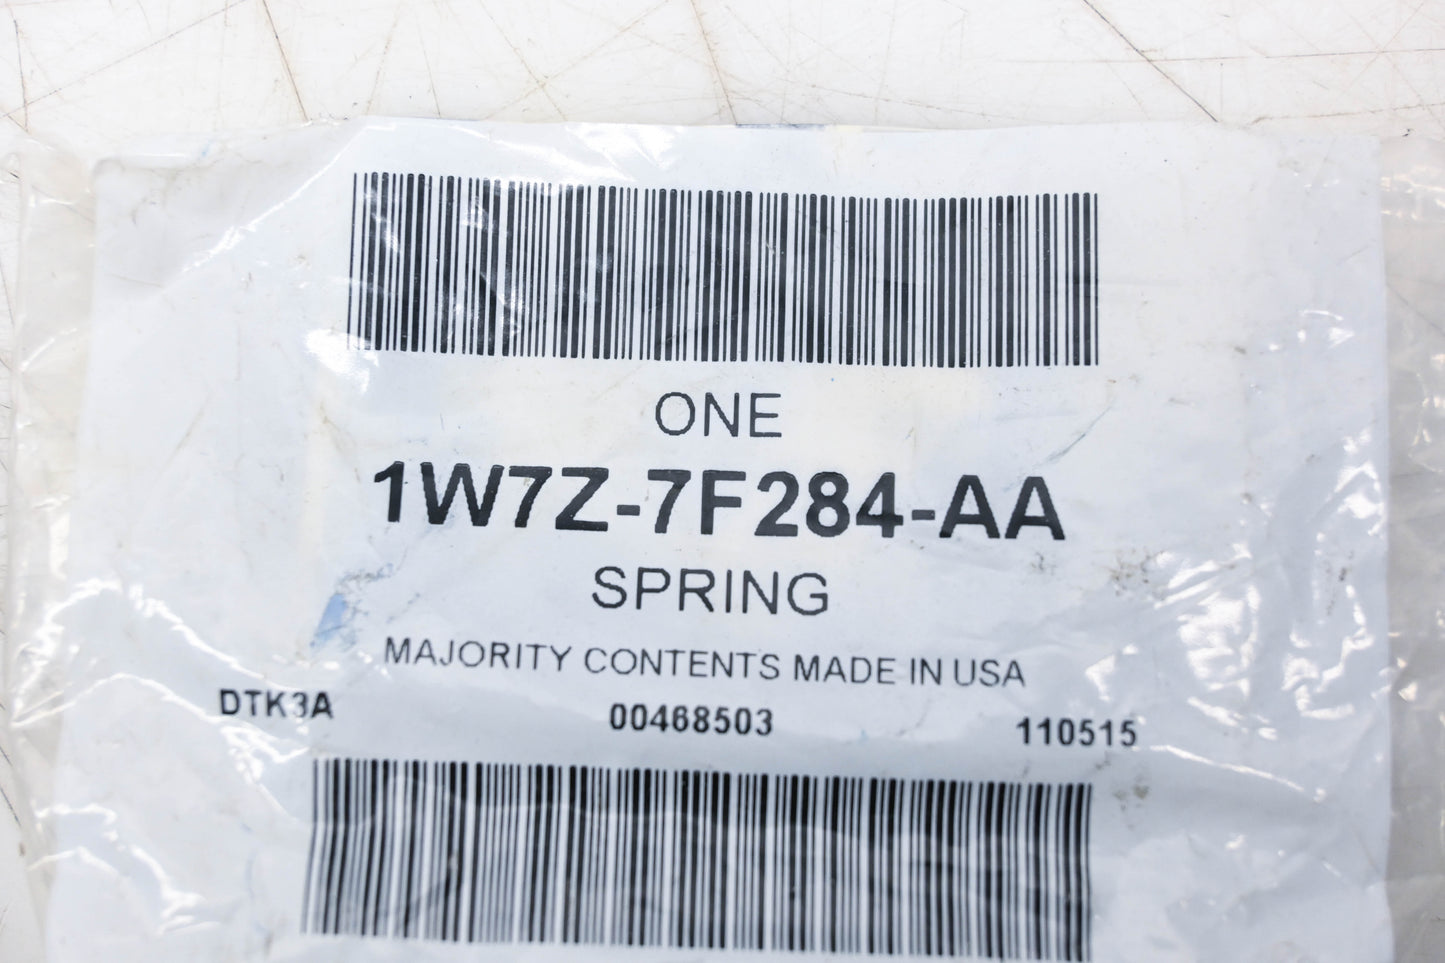 ONE
1W7Z-7F284-AA
SPRING
MAJORITY CONTENTS MADE IN USA
DTK3A 00468503 110515